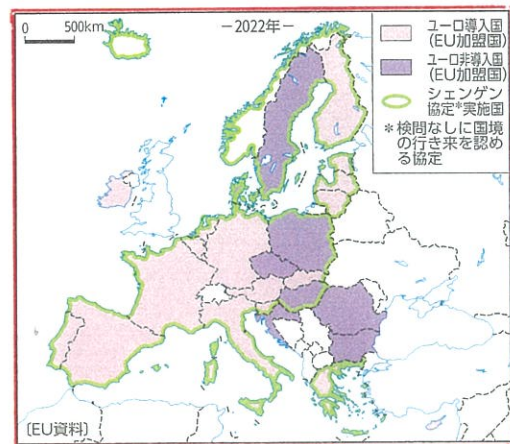 0 500km
－2022年－
ユーロ導入国
(EU加盟国)
ユーロ非導入国
(EU加盟国)
シェンゲン
協定*実施国
*検問なしに国境
の行き来を認め
る協定
〔EU資料〕